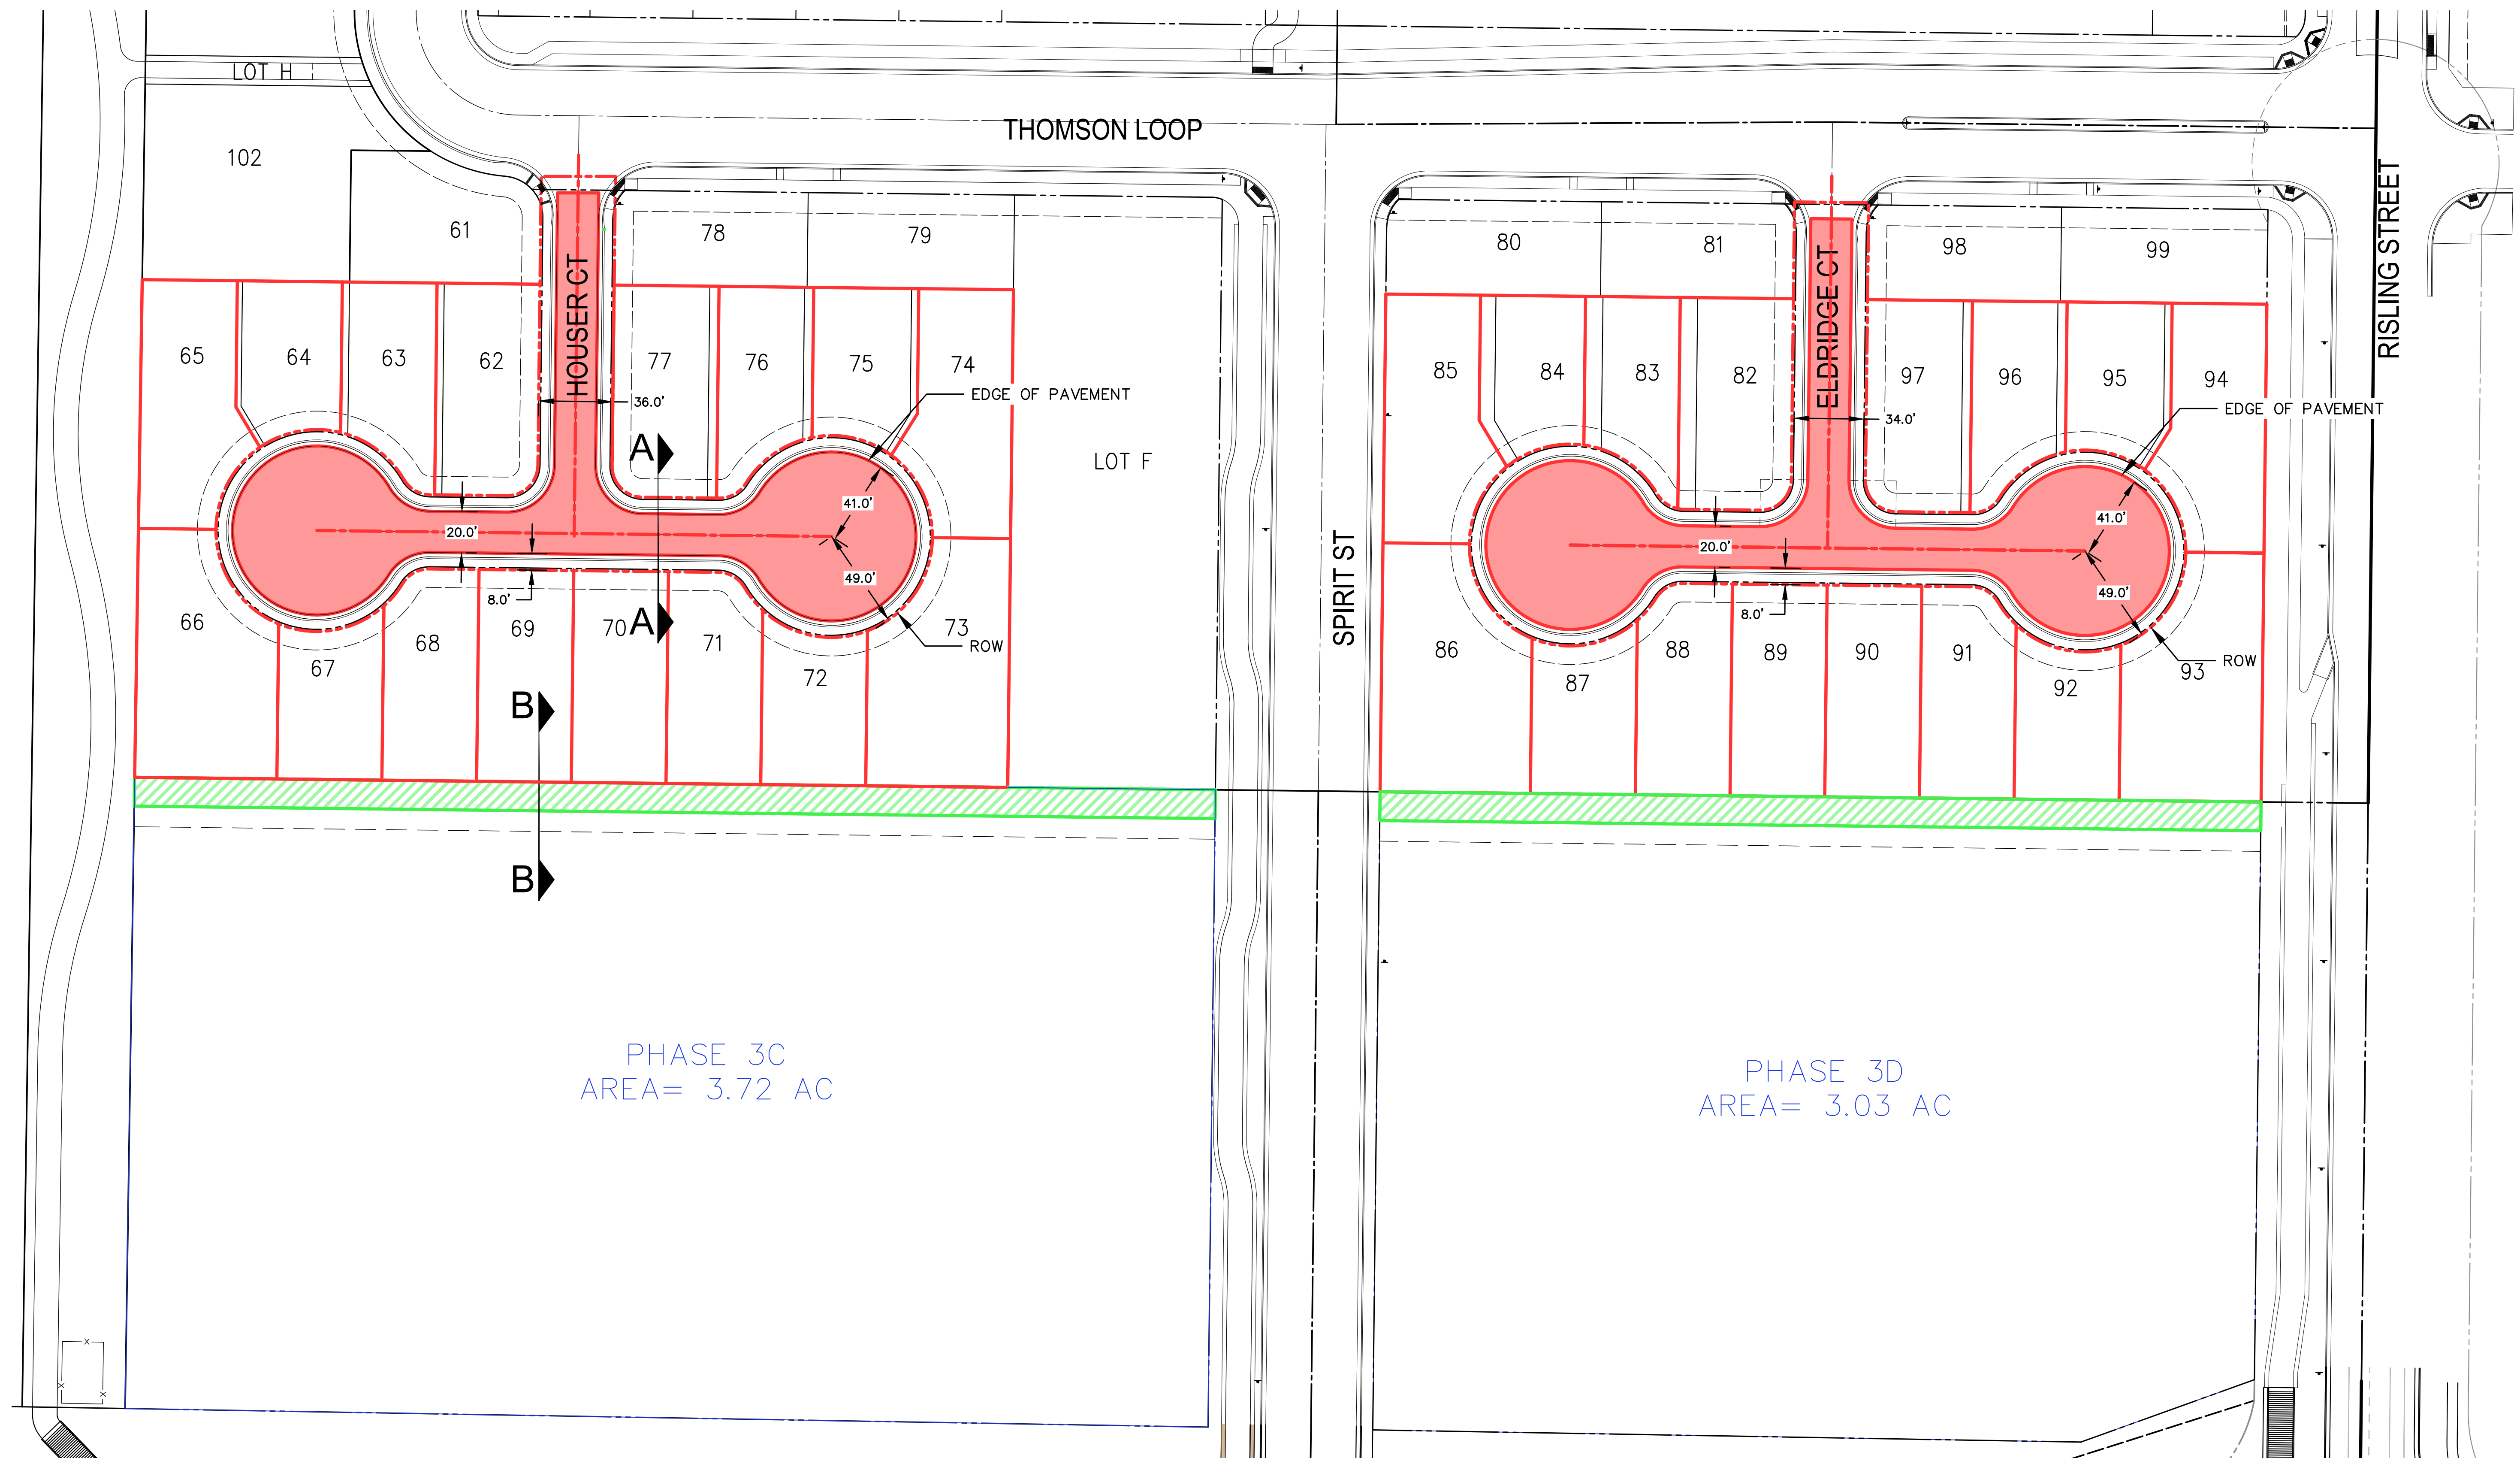 LOT H
THOMSON LOOP
102
RISLING STREET
61
78
79
80
81
98
99
HOUSER CT
ELDRIDGE CT
65
64
63
62
77
76
75
74
85
84
83
82
97
96
95
94
36.0'
EDGE OF PAVEMENT
34.0'
EDGE OF PAVEMENT
A
LOT F
41.0'
41.0'
20.0'
20.0'
SPIRIT ST
49.0'
49.0'
8.0'
8.0'
66
67
68
69
70
A
71
72
73
ROW
86
87
88
89
90
91
92
93
ROW
B
B
PHASE 3C
AREA= 3.72 AC
PHASE 3D
AREA= 3.03 AC
X
X
X